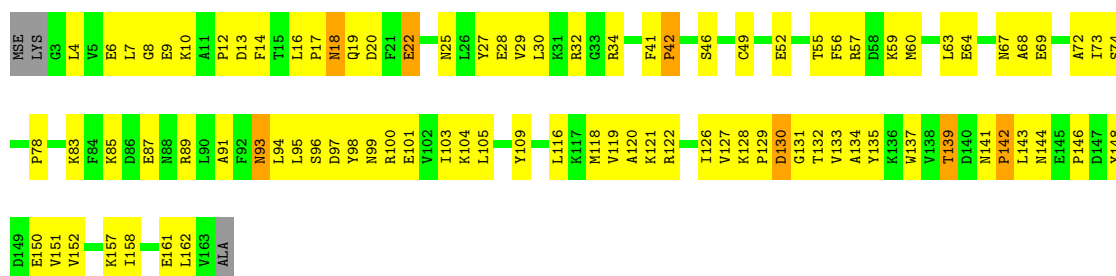 MSE LYS G3 L4 V5 E6 L7 G8 E9 K10 A11 P12 D13 F14 T15 L16 P17 N18 Q19 D20 F21 E22 N25 L26 Y27 E28 V29 L30 K31 R32 G33 R34 F41 P42 S46 C49 E52 T55 F56 R57 D58 K59 M60 L63 E64 N67 A68 E69 A72 I73 S74
P78 K83 F84 K85 D86 E87 N88 R89 L90 A91 F92 N93 L94 L95 S96 D97 Y98 N99 R100 E101 V102 I103 K104 L105 Y109 L116 K117 M118 V119 A120 K121 R122 I126 V127 K128 P129 D130 G131 T132 V133 A134 Y135 K136 W137 V138 T139 D140 N141 P142 L143 N144 E145 P146 D147 Y148
D149 E150 V151 V152 K157 I158 E161 L162 V163 ALA